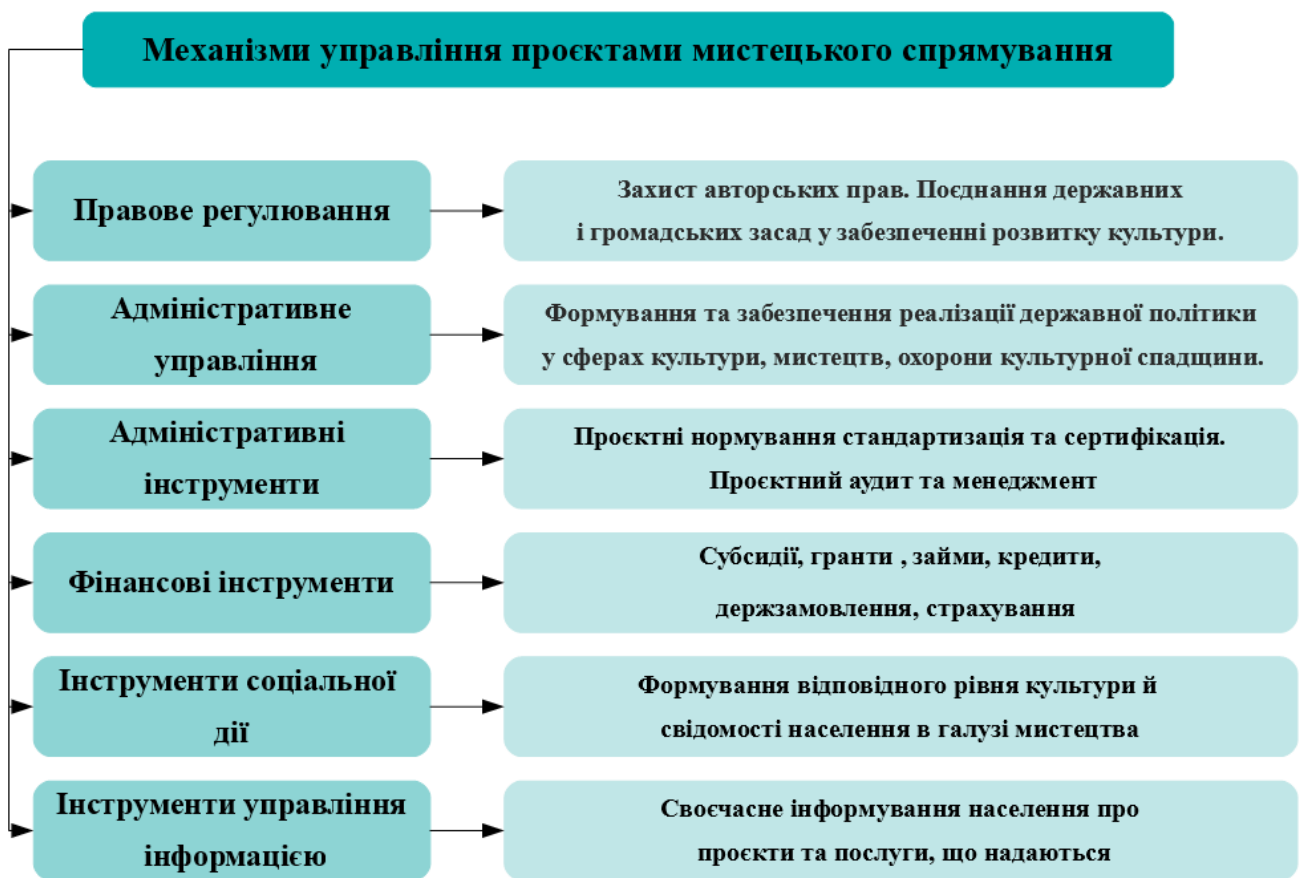 Механізми управління проєктами мистецького спрямування
Правове регулювання
Захист авторських прав. Поєднання державних
і громадських засад у забезпеченні розвитку культури.
Адміністративне
управління
Формування та забезпечення реалізації державної політики
у сферах культури, мистецтв, охорони культурної спадщини.
Адміністративні
інструменти
Проєктні нормування стандартизація та сертифікація.
Проєктний аудит та менеджмент
Фінансові інструменти
Субсидії, гранти , займи, кредити,
держзамовлення, страхування
Інструменти соціальної
дії
Формування відповідного рівня культури й
свідомості населення в галузі мистецтва
Інструменти управління
інформацією
Своєчасне інформування населення про
проєкти та послуги, що надаються